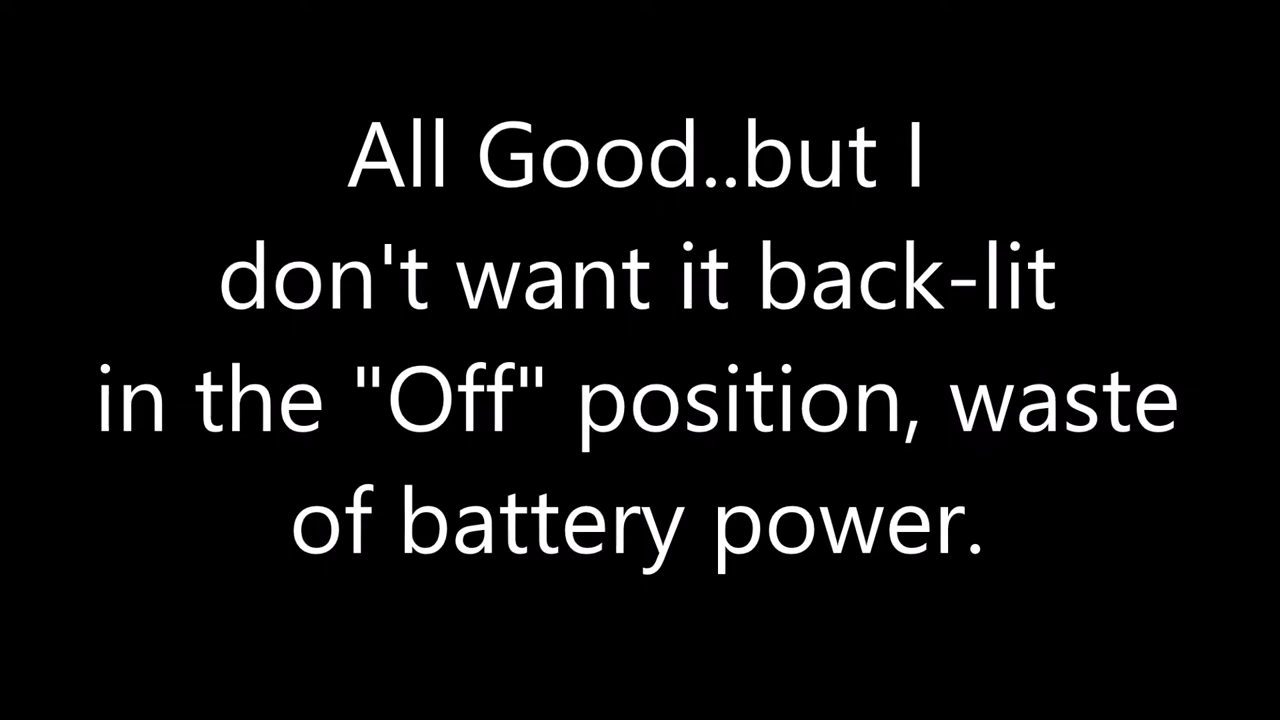 All Good..but I
don't want it back-lit
in the "Off" position, waste
of battery power.